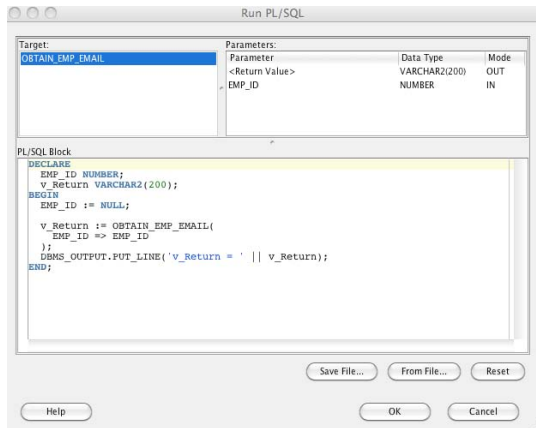 Run PL/SQL
Target:
OBTAIN_EMP_EMAIL
Parameters:
Parameter Data Type Mode
<Return Value> VARCHAR2(200) OUT
EMP_ID NUMBER IN
PL/SQL Block
DECLARE
EMP_ID NUMBER;
v_Return VARCHAR2(200);
BEGIN
EMP_ID := NULL;
v_Return := OBTAIN_EMP_EMAIL(
EMP_ID => EMP_ID
);
DBMS_OUTPUT.PUT_LINE('v_Return = ' || v_Return);
END;
Save File... From File... Reset
Help OK Cancel